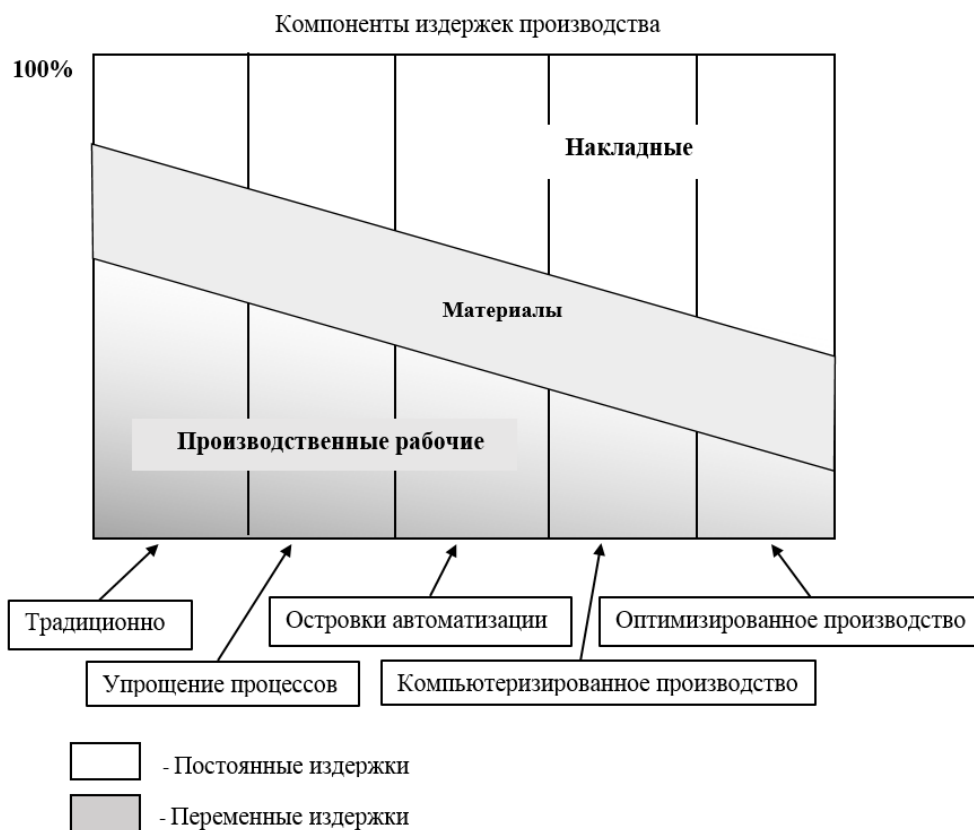 Компоненты издержек производства
100%
Накладные
Материалы
Производственные рабочие
Традиционно
Островки автоматизации
Оптимизированное производство
Упрощение процессов
Компьютеризированное производство
- Постоянные издержки
- Переменные издержки